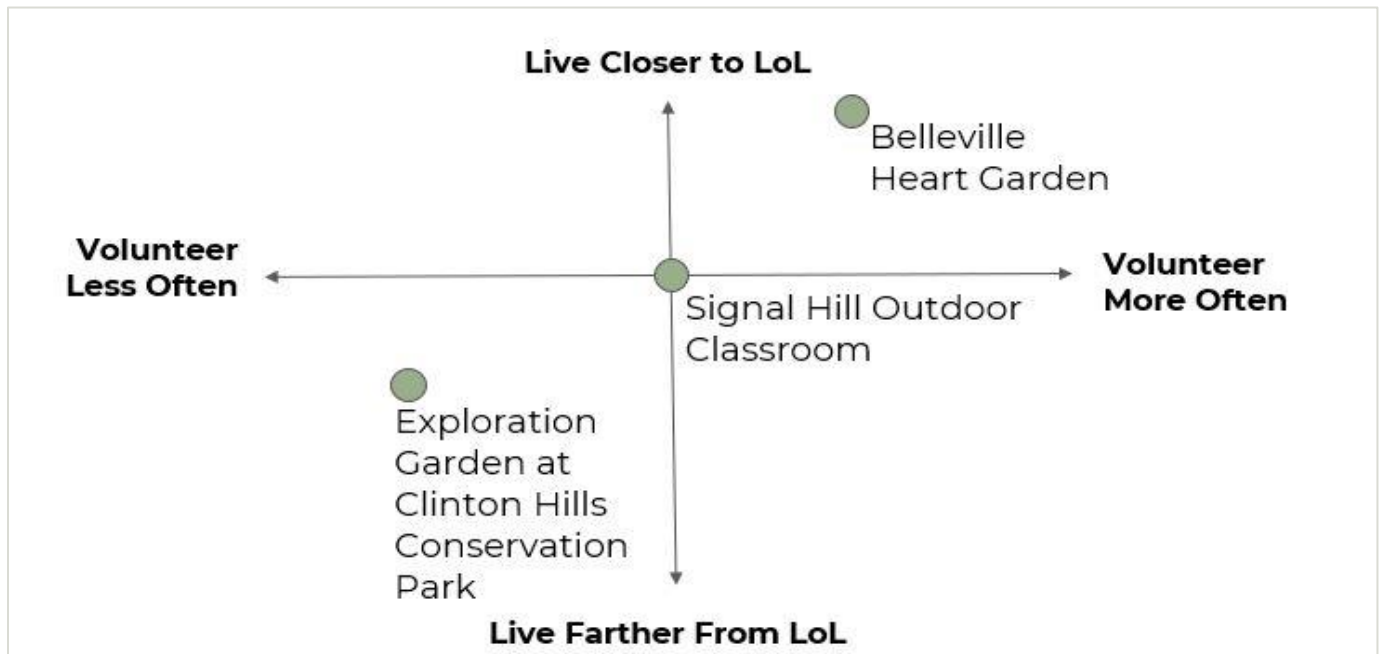 Live Closer to LoL
Belleville
Heart Garden
Volunteer
Less Often
Volunteer
More Often
Signal Hill Outdoor
Classroom
Exploration
Garden at
Clinton Hills
Conservation
Park
Live Farther From LoL